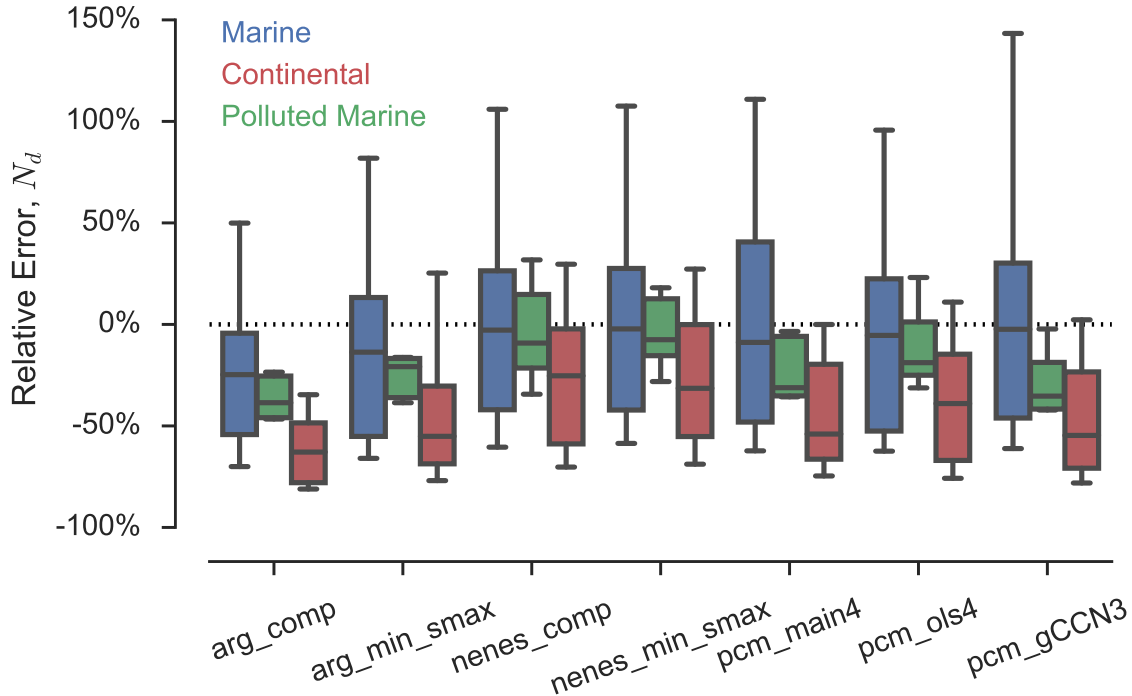 150%
100%
50%
0%
-50%
-100%
Relative Error, N_d
Marine
Continental
Polluted Marine
arg_comp
arg_min_smax
nenes_comp
nenes_min_smax
pcm_main4
pcm_ols4
pcm_gCCN3